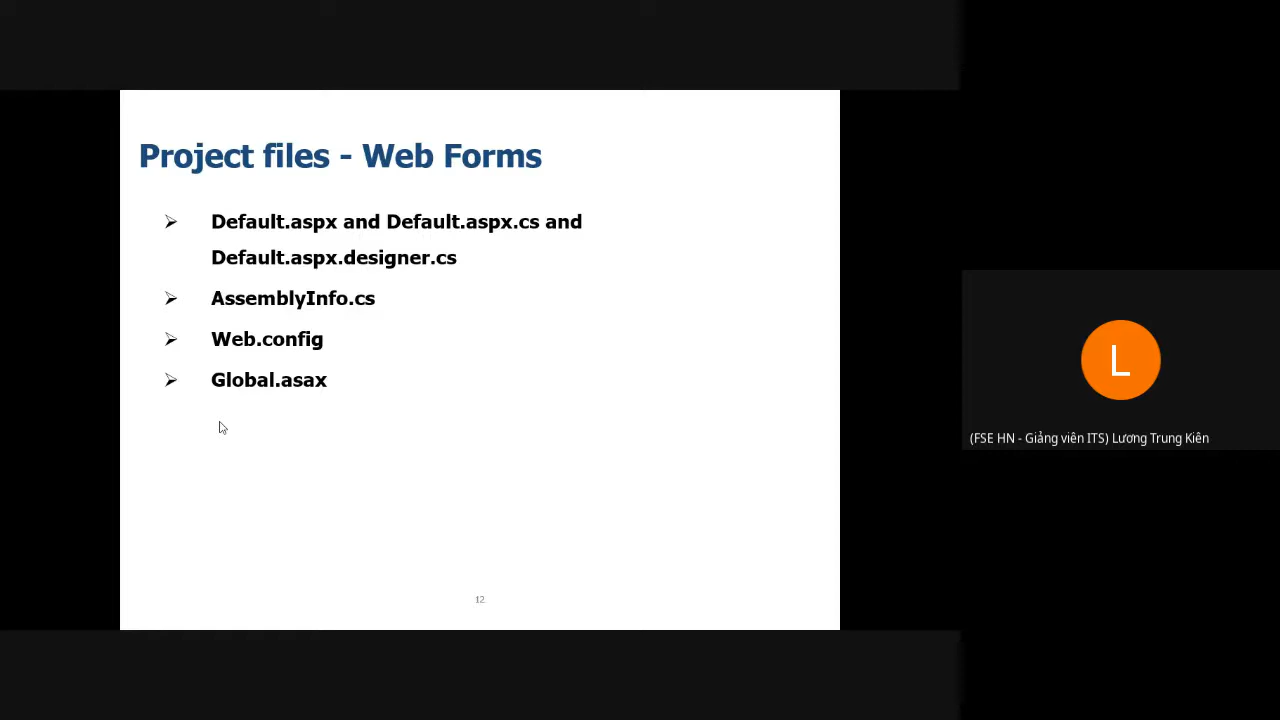 Project files - Web Forms
➢ Default.aspx and Default.aspx.cs and
Default.aspx.designer.cs
➢ AssemblyInfo.cs
➢ Web.config
➢ Global.asax
12
L
(FSE HN - Giảng viên ITS) Lương Trung Kiên